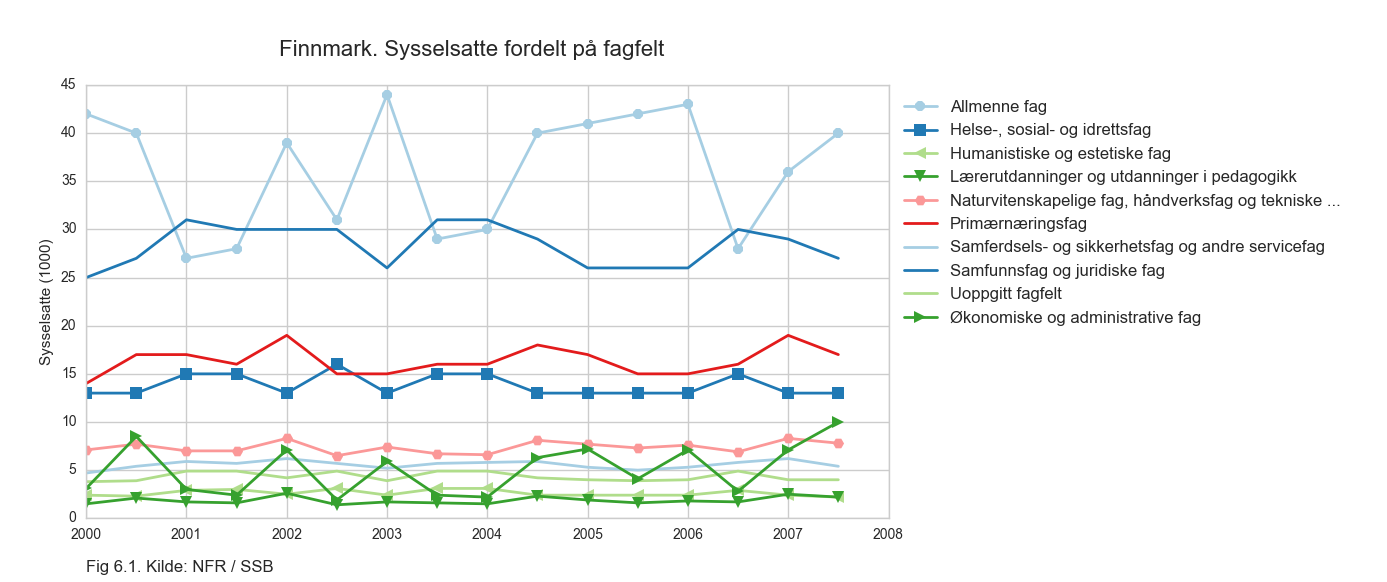 Finnmark. Sysselsatte fordelt på fagfelt
45
40
35
30
25
20
15
10
5
0
Sysselsatte (1000)
2000 2001 2002 2003 2004 2005 2006 2007 2008
Allmenne fag
Helse-, sosial- og idrettsfag
Humanistiske og estetiske fag
Lærerutdanninger og utdanninger i pedagogikk
Naturvitenskapelige fag, håndverksfag og tekniske ...
Primærnæringsfag
Samferdsels- og sikkerhetsfag og andre servicefag
Samfunnsfag og juridiske fag
Uoppgitt fagfelt
Økonomiske og administrative fag
Fig 6.1. Kilde: NFR / SSB